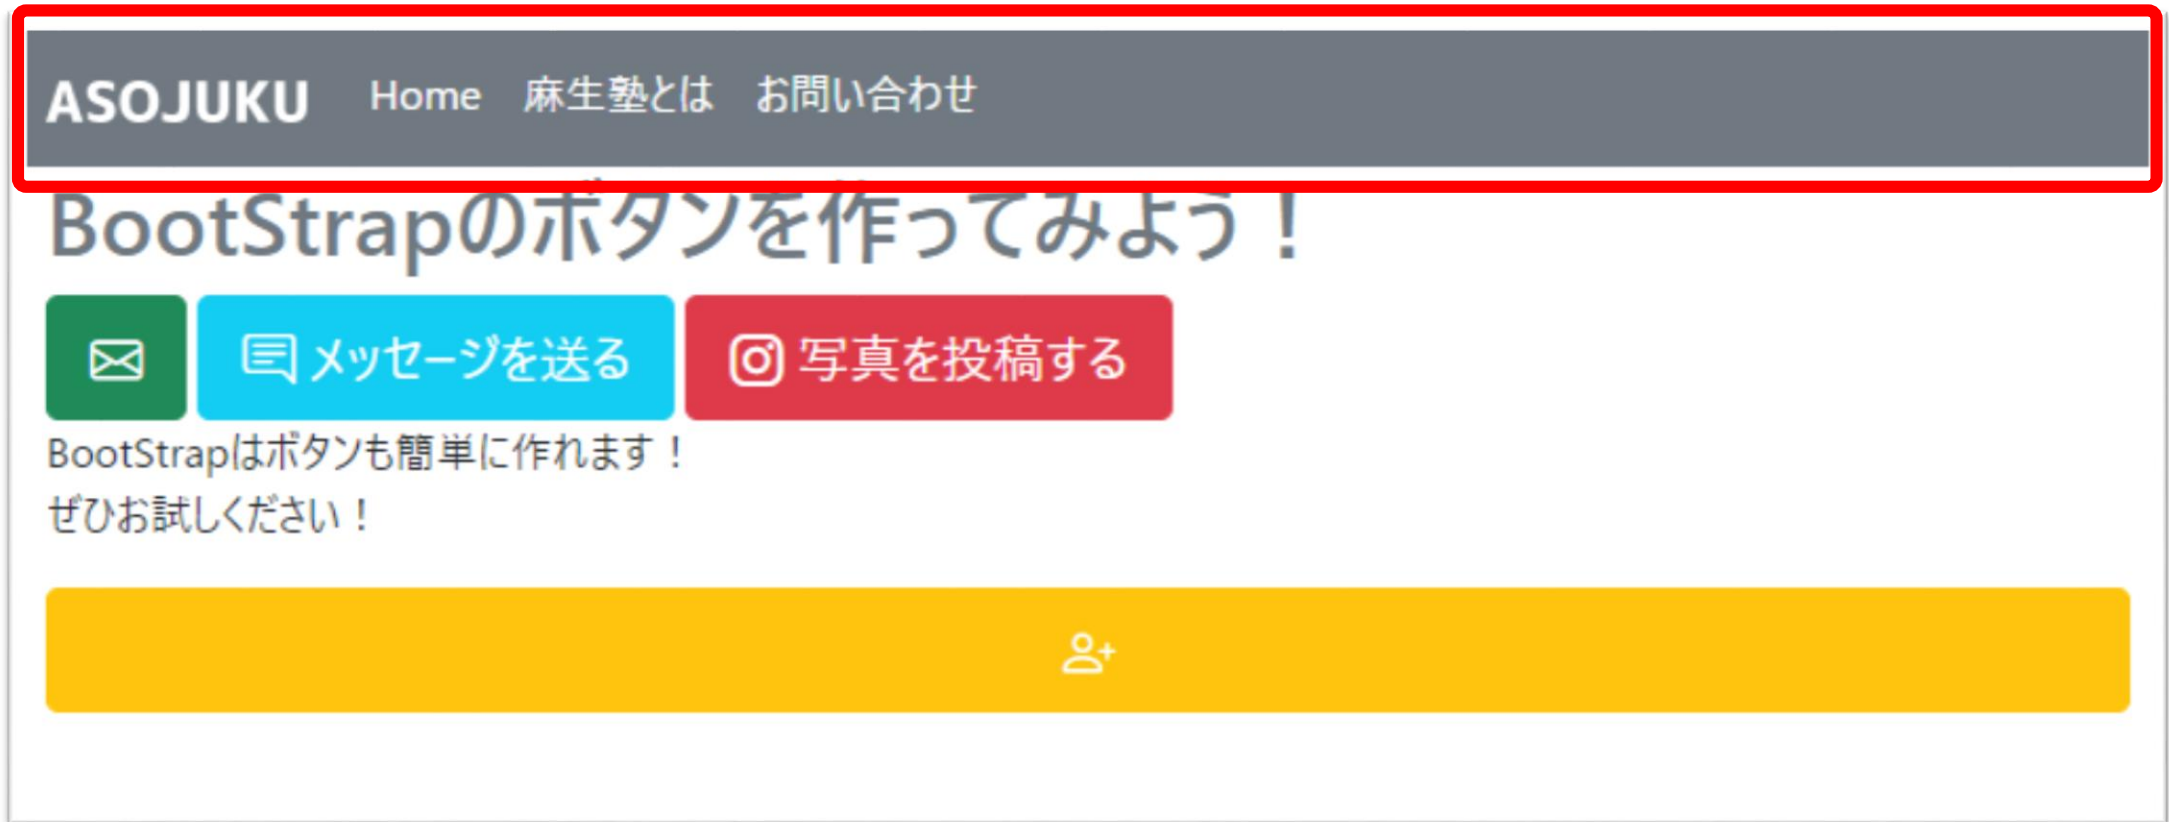 ASOJUKU Home 麻生塾とは お問い合わせ
BootStrapのボタンを作ってみよう！
メッセージを送る 写真を投稿する
BootStrapはボタンも簡単に作れます！
ぜひお試しください！